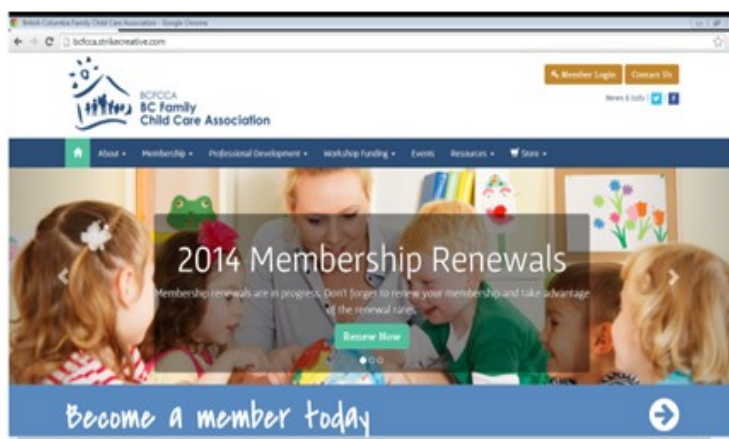 British Columbia Family Child Care Association - Google Chrome
bcfcca.strikecreative.com
Member Login Contact Us
BCFCCA
BC Family
Child Care Association
News & Info |
About Membership Professional Development Workshop Funding Events Resources Store
2014 Membership Renewals
Membership renewals are in progress. Don't forget to renew your membership and take advantage
of the renewal rates.
Renew Now
Become a member today